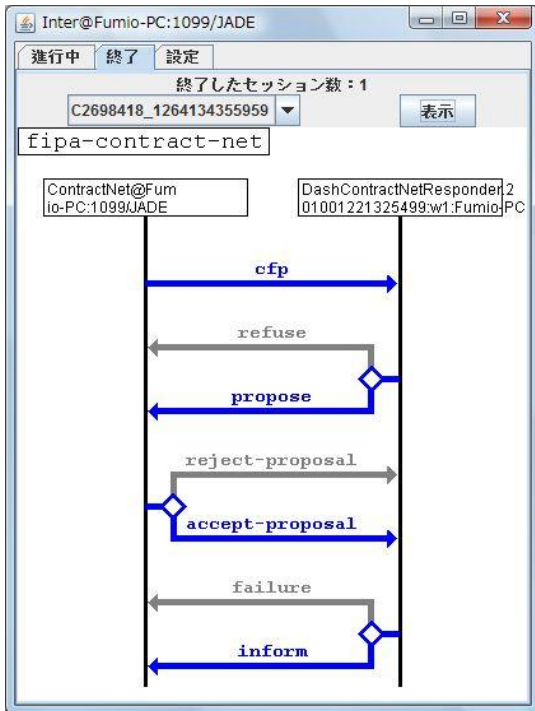 Inter@Fumio-PC:1099/JADE
進行中 終了 設定
終了したセッション数：1
C2698418_1264134355959 表示
fipa-contract-net
ContractNet@Fum
io-PC:1099/JADE
DashContractNetResponder.2
01001221325499:w1:Fumio-PC
cfp
refuse
propose
reject-proposal
accept-proposal
failure
inform